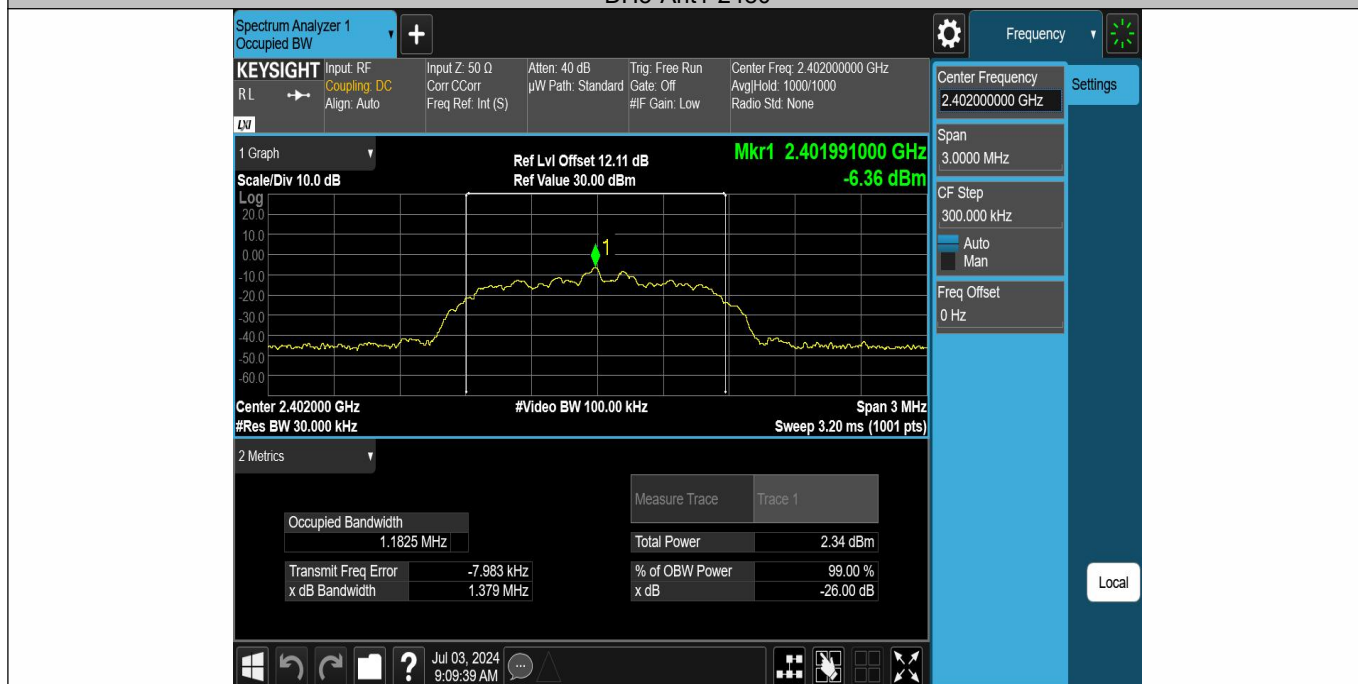 Spectrum Analyzer 1
Occupied BW
Frequency
KEYSIGHT
RL
LXI
Input: RF
Coupling: DC
Align: Auto
Input Z: 50 Ω
Corr CCorr
Freq Ref: Int (S)
Atten: 40 dB
µW Path: Standard
Trig: Free Run
Gate: Off
#IF Gain: Low
Center Freq: 2.402000000 GHz
Avg|Hold: 1000/1000
Radio Std: None
Center Frequency
2.402000000 GHz
Settings
Span
3.0000 MHz
CF Step
300.000 kHz
Auto
Man
Freq Offset
0 Hz
Local
1 Graph
Scale/Div 10.0 dB
Ref Lvl Offset 12.11 dB
Ref Value 30.00 dBm
Mkr1 2.401991000 GHz
-6.36 dBm
Log
20.0
10.0
0.00
-10.0
-20.0
-30.0
-40.0
-50.0
-60.0
1
Center 2.402000 GHz
#Video BW 100.00 kHz
Span 3 MHz
#Res BW 30.000 kHz
Sweep 3.20 ms (1001 pts)
2 Metrics
Measure Trace Trace 1
Occupied Bandwidth
1.1825 MHz
Total Power 2.34 dBm
Transmit Freq Error -7.983 kHz
% of OBW Power 99.00 %
x dB Bandwidth 1.379 MHz
x dB -26.00 dB
Jul 03, 2024
9:09:39 AM